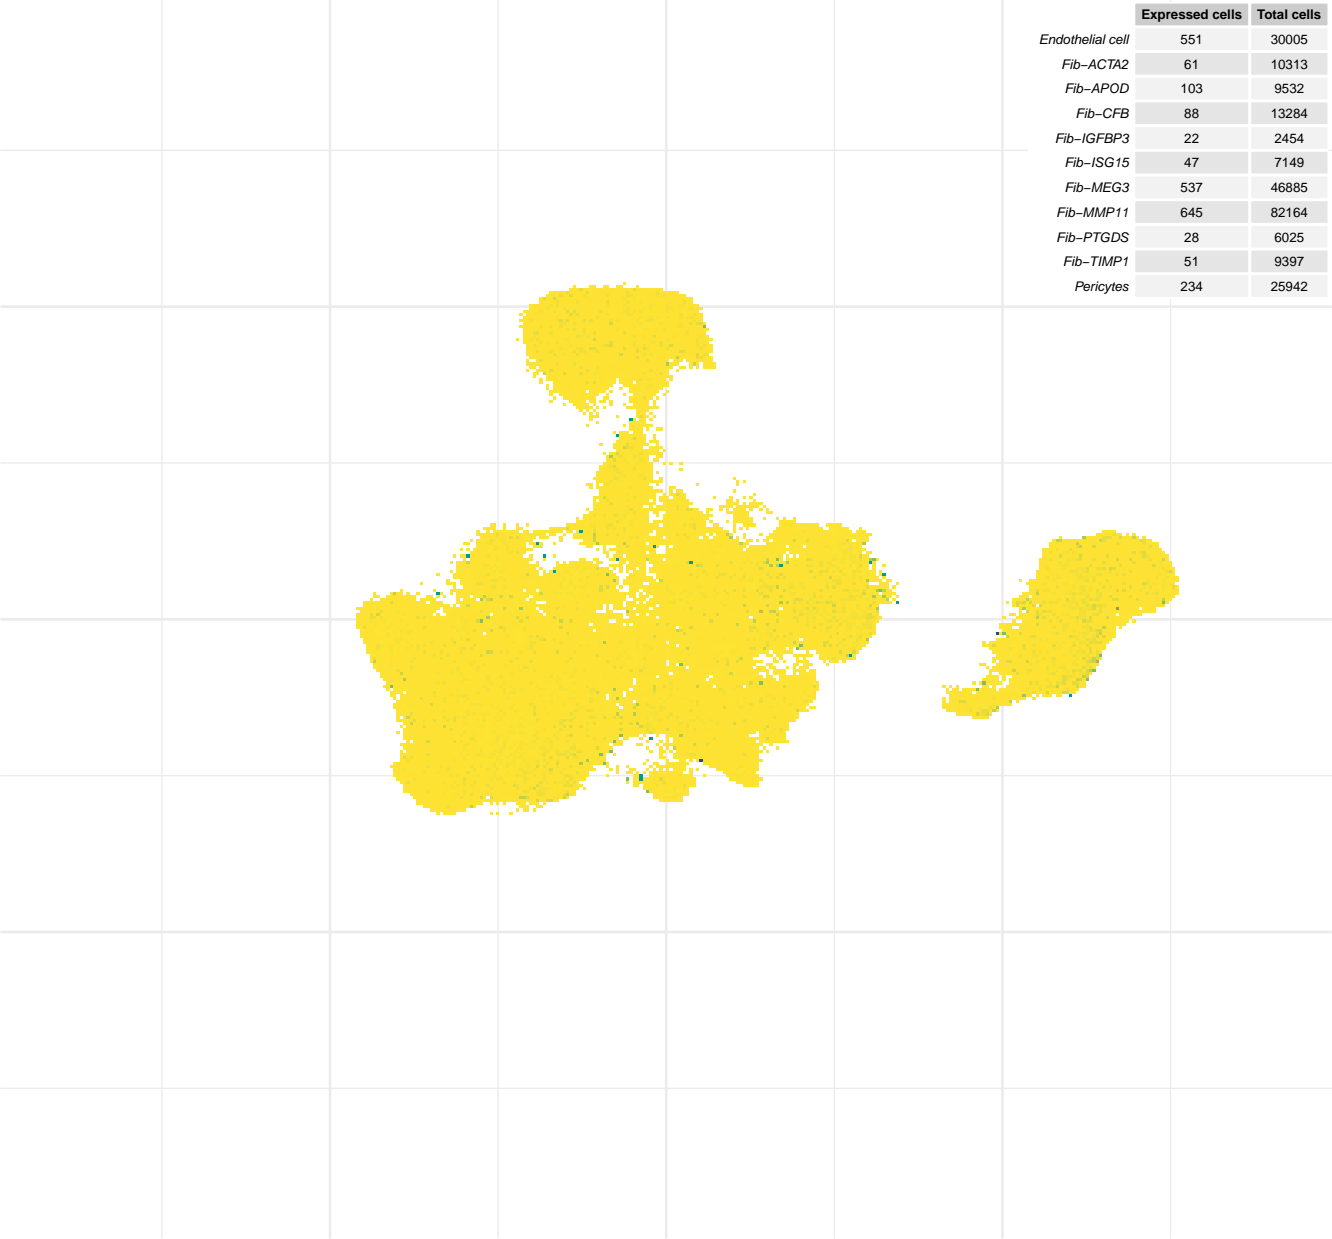 Expressed cells Total cells
Endothelial cell 551 30005
Fib−ACTA2 61 10313
Fib−APOD 103 9532
Fib−CFB 88 13284
Fib−IGFBP3 22 2454
Fib−ISG15 47 7149
Fib−MEG3 537 46885
Fib−MMP11 645 82164
Fib−PTGDS 28 6025
Fib−TIMP1 51 9397
Pericytes 234 25942